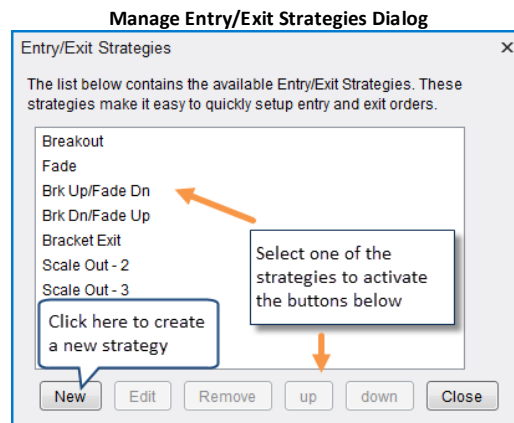 Manage Entry/Exit Strategies Dialog
Entry/Exit Strategies
The list below contains the available Entry/Exit Strategies. These
strategies make it easy to quickly setup entry and exit orders.
Breakout
Fade
Brk Up/Fade Dn
Brk Dn/Fade Up
Bracket Exit
Scale Out - 2
Scale Out - 3
Select one of the
strategies to activate
the buttons below
Click here to create
a new strategy
New Edit Remove up down Close